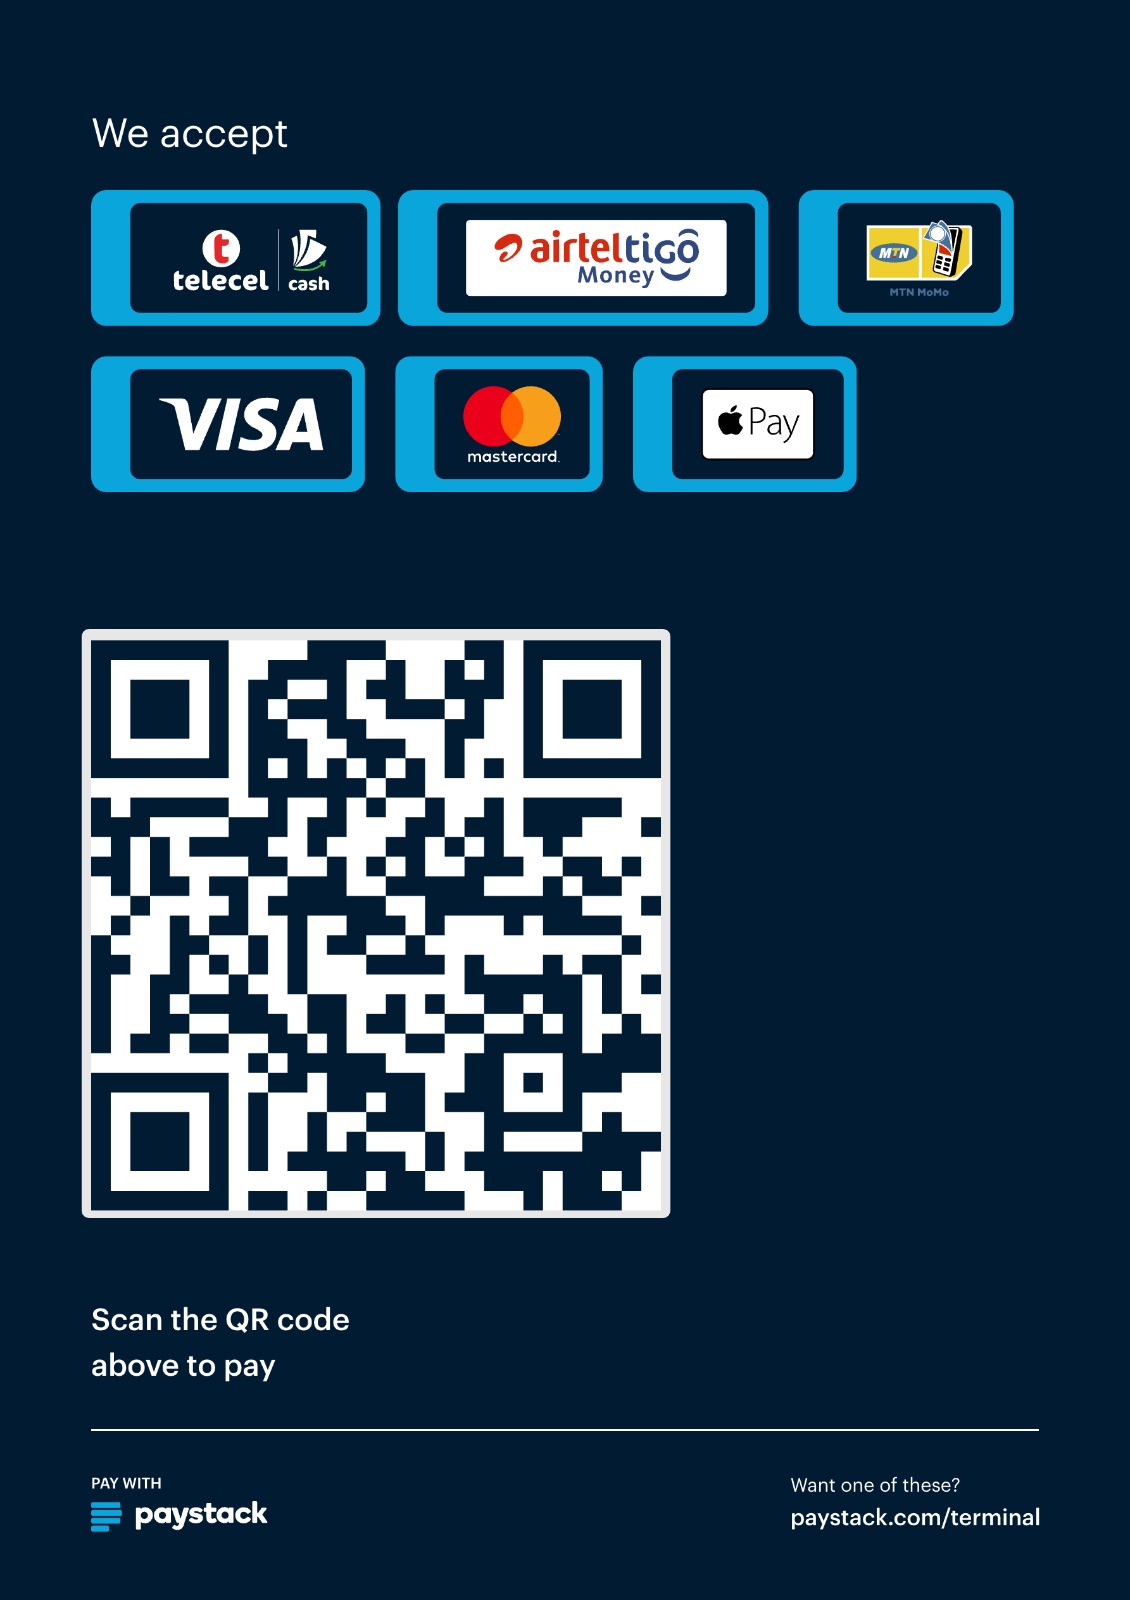 We accept
telecel cash
airteltigo Money
MTN
MTN MoMo
VISA
mastercard.
Pay
Scan the QR code
above to pay
PAY WITH
paystack
Want one of these?
paystack.com/terminal